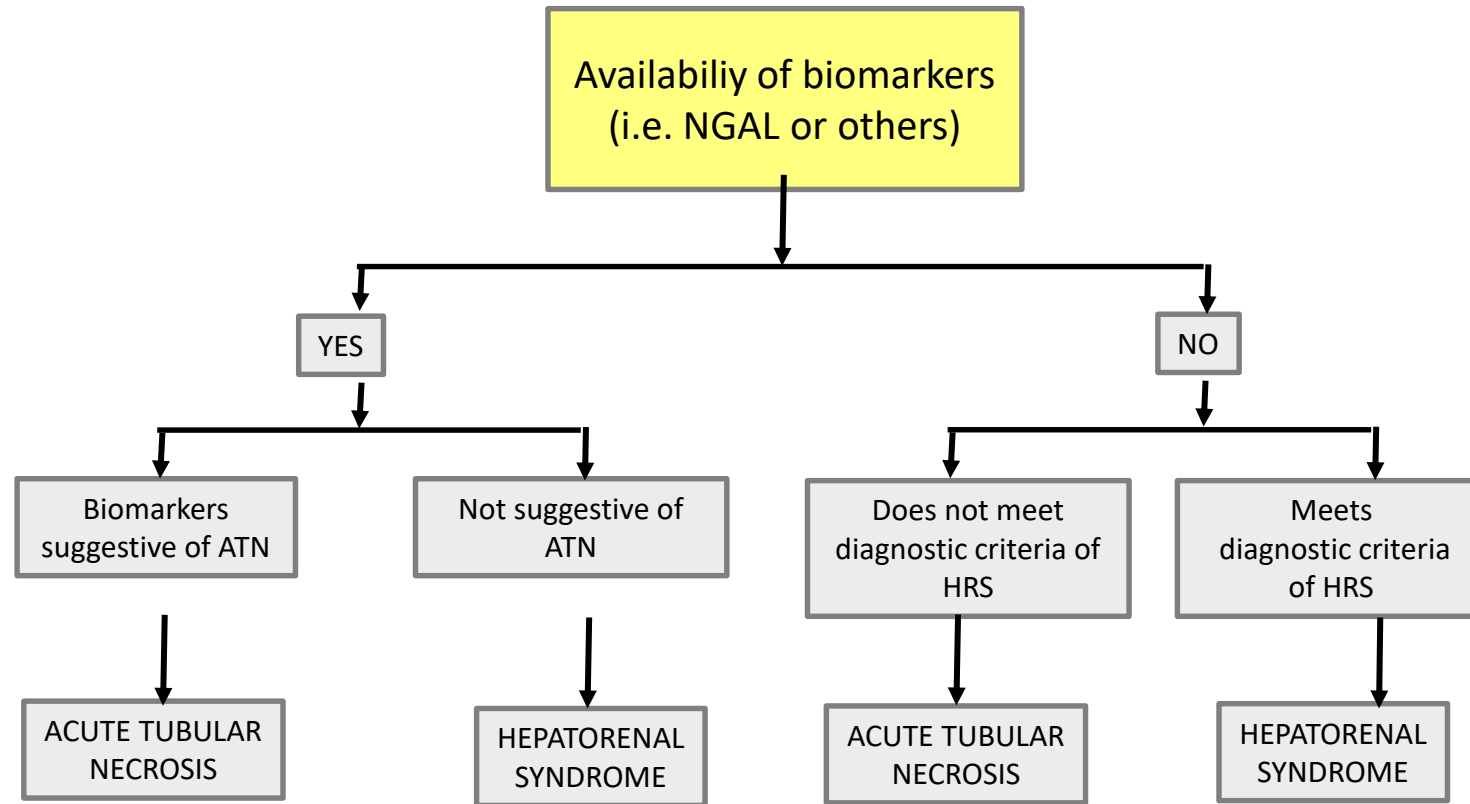 Availabiliy of biomarkers
(i.e. NGAL or others)
YES
NO
Biomarkers
suggestive of ATN
Not suggestive of
ATN
Does not meet
diagnostic criteria of
HRS
Meets
diagnostic criteria
of HRS
ACUTE TUBULAR
NECROSIS
HEPATORENAL
SYNDROME
ACUTE TUBULAR
NECROSIS
HEPATORENAL
SYNDROME